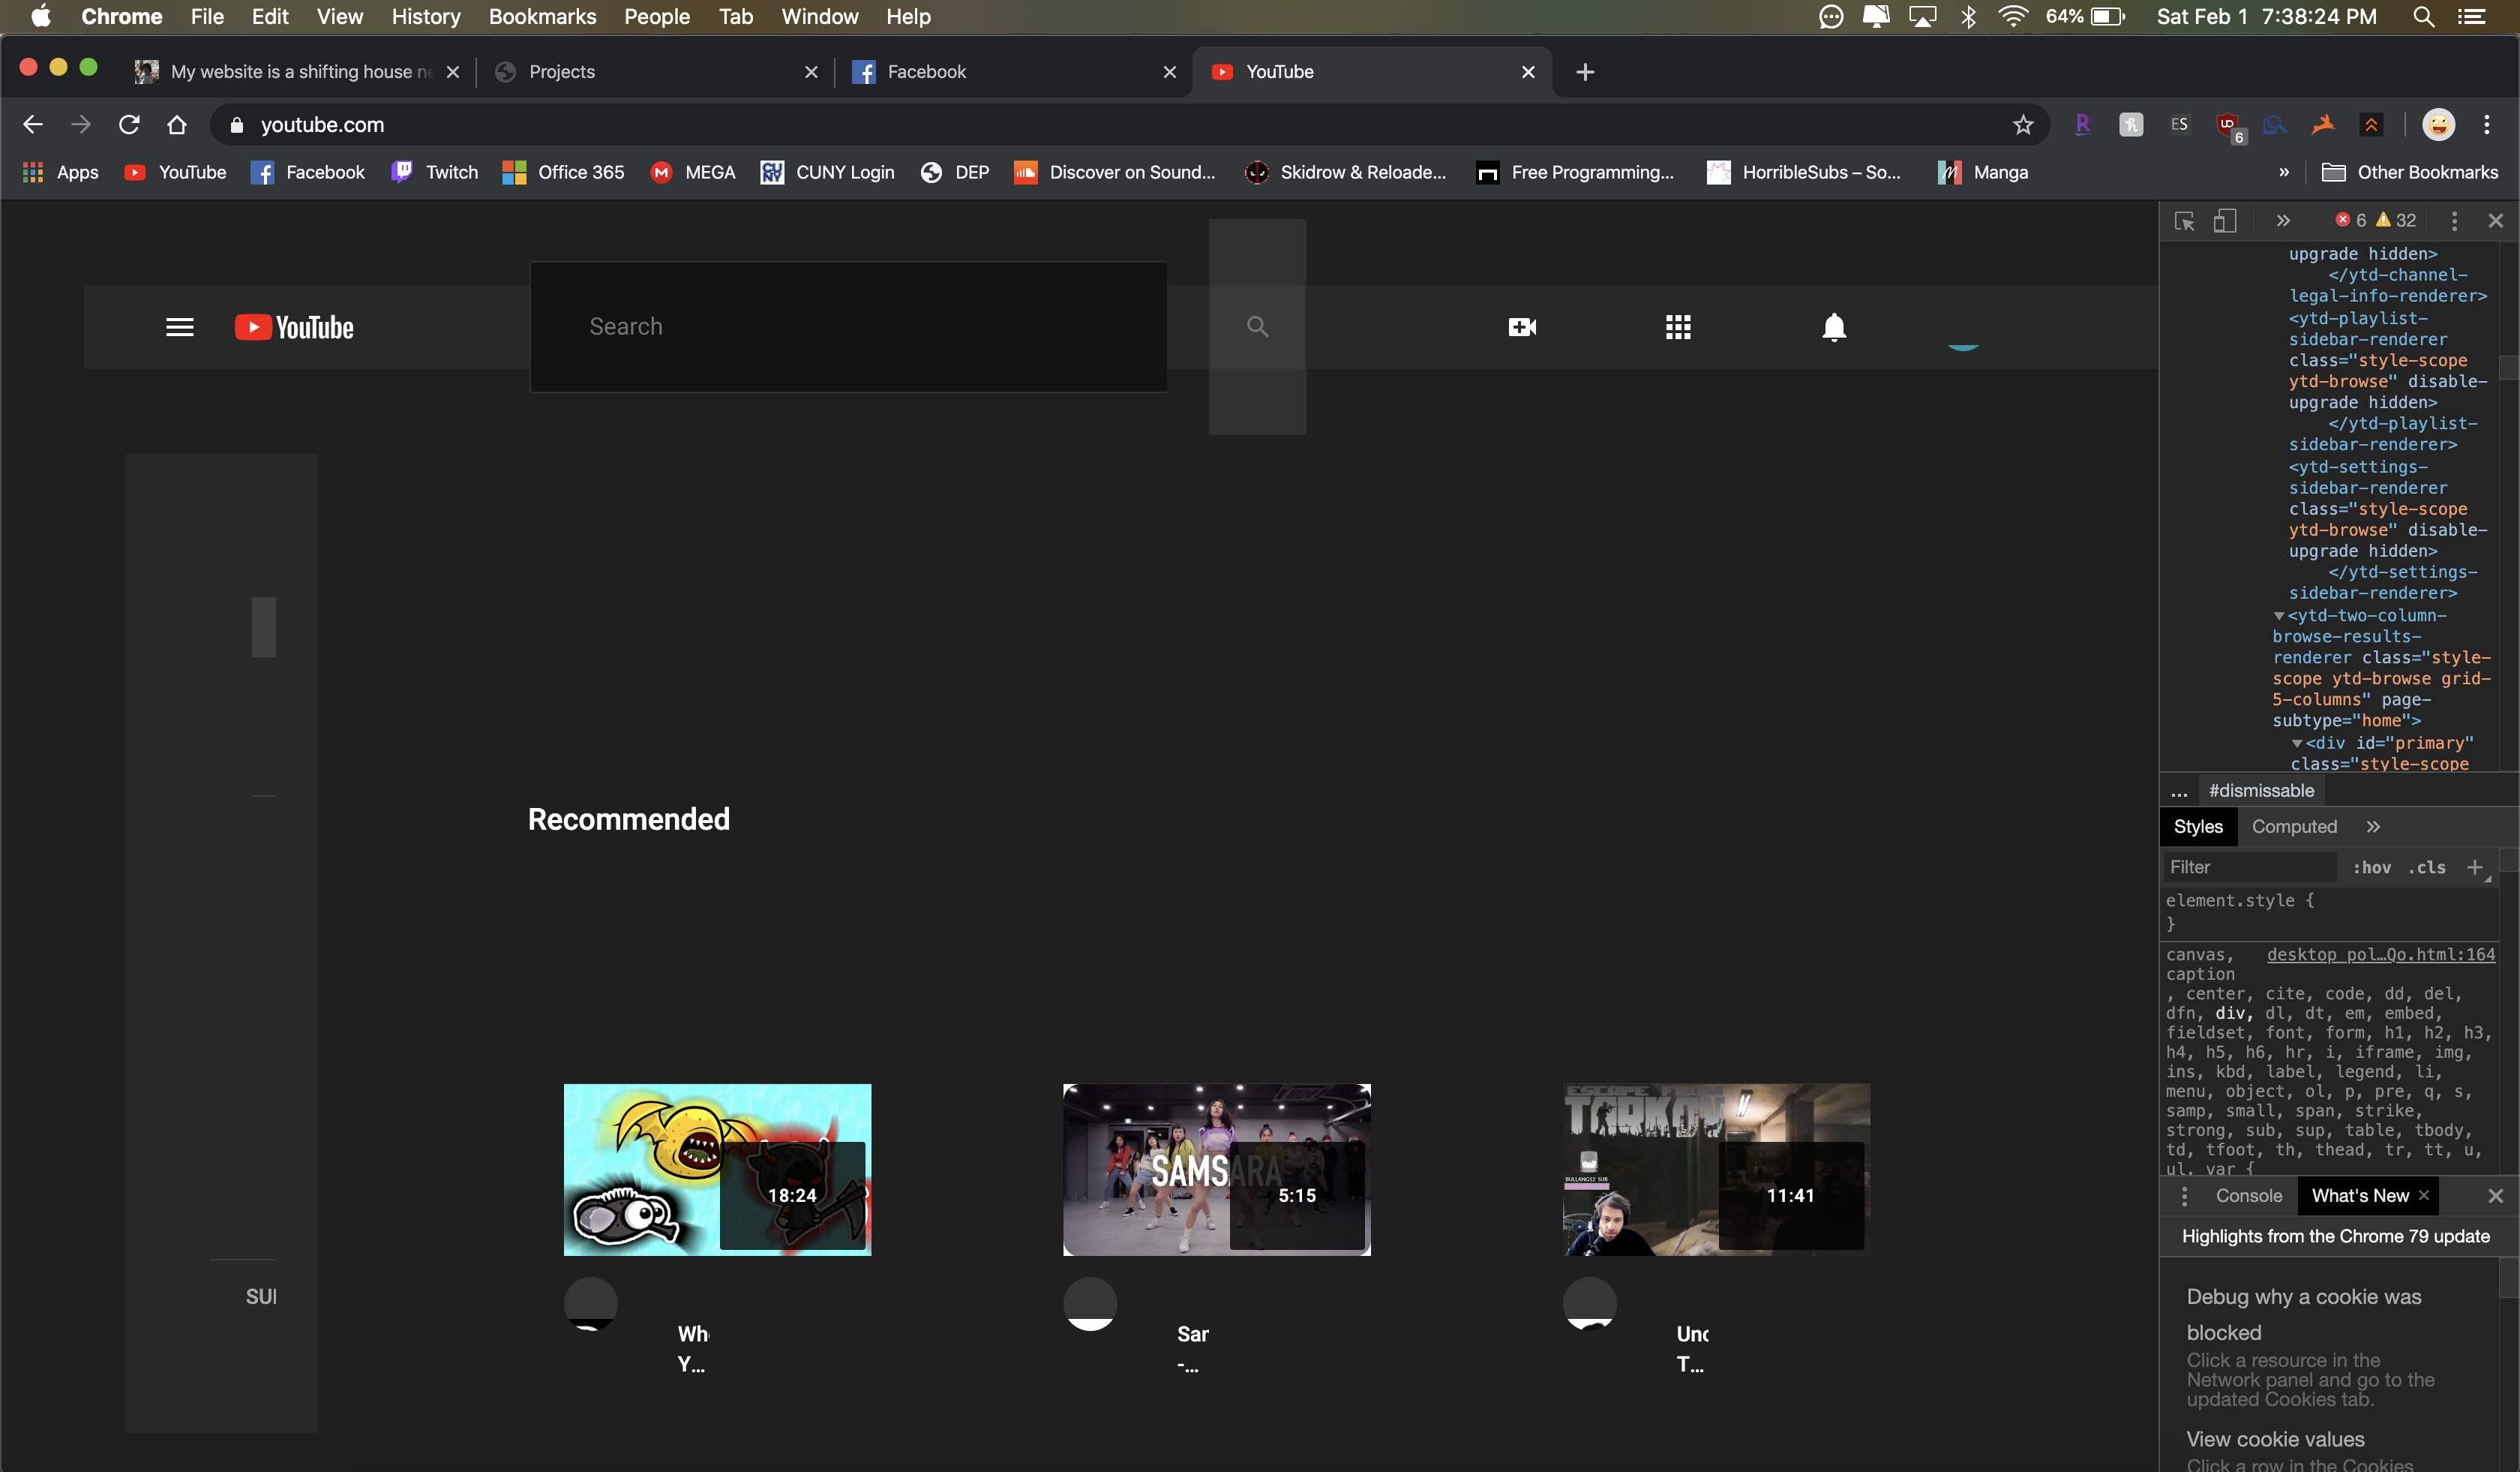 Chrome File Edit View History Bookmarks People Tab Window Help 64% Sat Feb 1 7:38:24 PM
My website is a shifting house Projects Facebook YouTube
youtube.com ES 6
Apps YouTube Facebook Twitch Office 365 MEGA CUNY Login DEP Discover on Sound... Skidrow & Reloade... Free Programming... HorribleSubs – So... Manga » Other Bookmarks
YouTube
Search
Recommended
ESCAPE FROM
TARKOV
SAMSARA
BULLANG12 SUB
18:24
5:15
11:41
SUI
Wh
Y...
Sar
-...
Unc
T...
» 6 32
upgrade hidden>
</ytd-channel-
legal-info-renderer>
<ytd-playlist-
sidebar-renderer
class="style-scope
ytd-browse" disable-
upgrade hidden>
</ytd-playlist-
sidebar-renderer>
<ytd-settings-
sidebar-renderer
class="style-scope
ytd-browse" disable-
upgrade hidden>
</ytd-settings-
sidebar-renderer>
<ytd-two-column-
browse-results-
renderer class="style-
scope ytd-browse grid-
5-columns" page-
subtype="home">
<div id="primary"
class="style-scope
... #dismissable
Styles Computed »
Filter :hov .cls +
element.style {
}
canvas, desktop_pol…Qo.html:164
caption
, center, cite, code, dd, del,
dfn, div, dl, dt, em, embed,
fieldset, font, form, h1, h2, h3,
h4, h5, h6, hr, i, iframe, img,
ins, kbd, label, legend, li,
menu, object, ol, p, pre, q, s,
samp, small, span, strike,
strong, sub, sup, table, tbody,
td, tfoot, th, thead, tr, tt, u,
ul, var {
Console What's New
Highlights from the Chrome 79 update
Debug why a cookie was
blocked
Click a resource in the
Network panel and go to the
updated Cookies tab.
View cookie values
Click a row in the Cookies